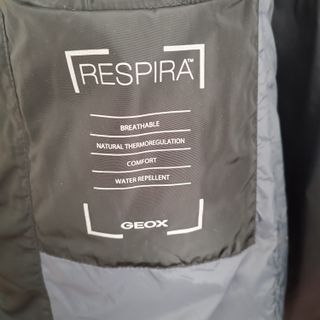 RESPIRA™
BREATHABLE
NATURAL THERMOREGULATION
COMFORT
WATER REPELLENT
GEOX